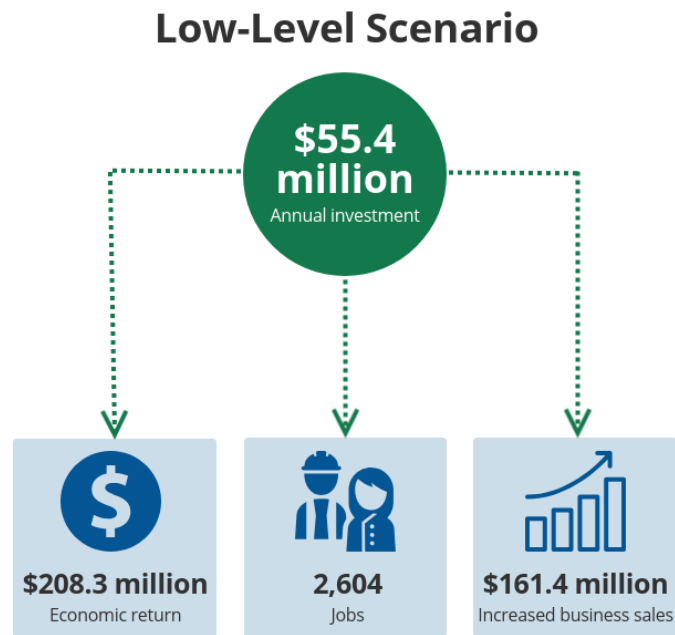 Low-Level Scenario
$55.4
million
Annual investment
$
$208.3 million
Economic return
2,604
Jobs
$161.4 million
Increased business sales